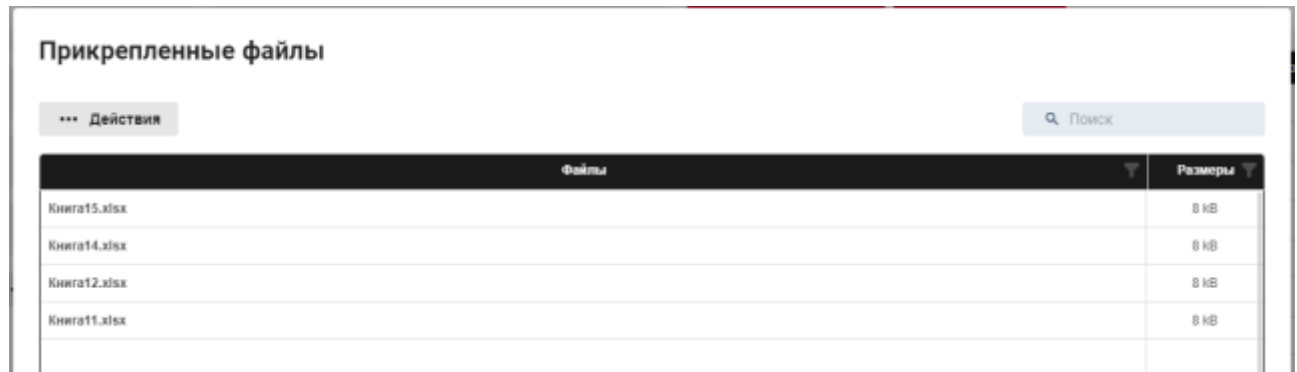 Прикрепленные файлы
··· Действия
Поиск
Файлы Размеры
Книга15.xlsx 8 kB
Книга14.xlsx 8 kB
Книга12.xlsx 8 kB
Книга11.xlsx 8 kB